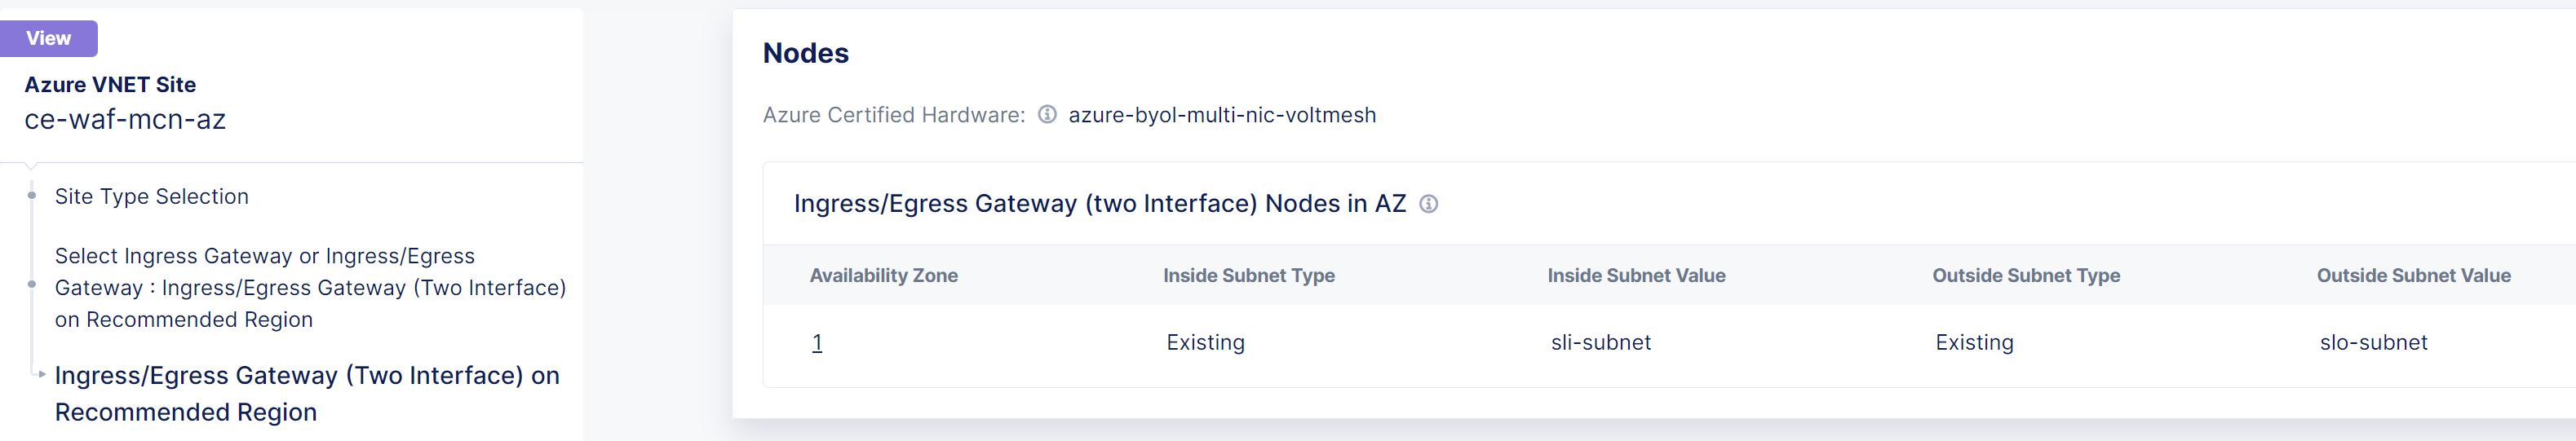 View
Azure VNET Site
ce-waf-mcn-az
Site Type Selection
Select Ingress Gateway or Ingress/Egress
Gateway : Ingress/Egress Gateway (Two Interface)
on Recommended Region
Ingress/Egress Gateway (Two Interface) on
Recommended Region
Nodes
Azure Certified Hardware: azure-byol-multi-nic-voltmesh
Ingress/Egress Gateway (two Interface) Nodes in AZ
Availability Zone Inside Subnet Type Inside Subnet Value Outside Subnet Type Outside Subnet Value
1 Existing sli-subnet Existing slo-subnet